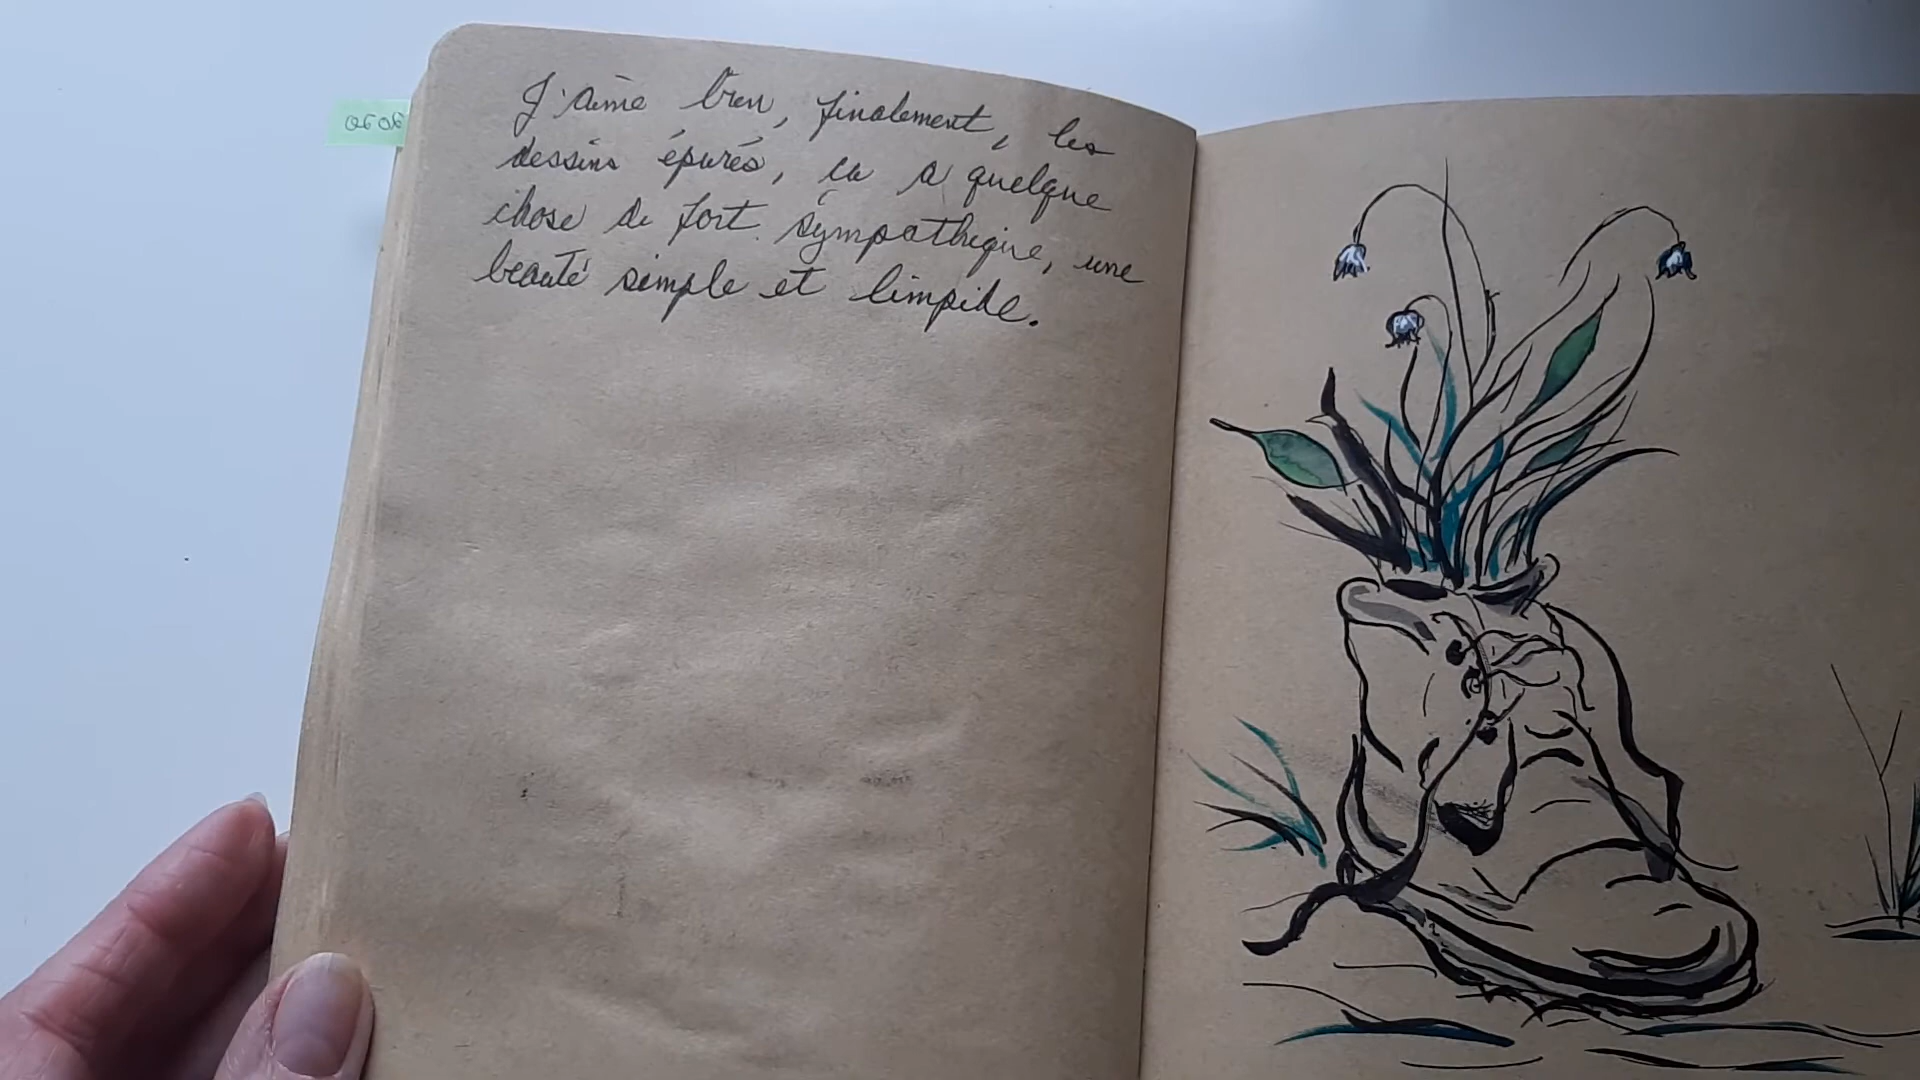 J'aime bien, finalement, les
dessins épurés, ça a quelque
chose de fort sympathique, une
beauté simple et limpide.